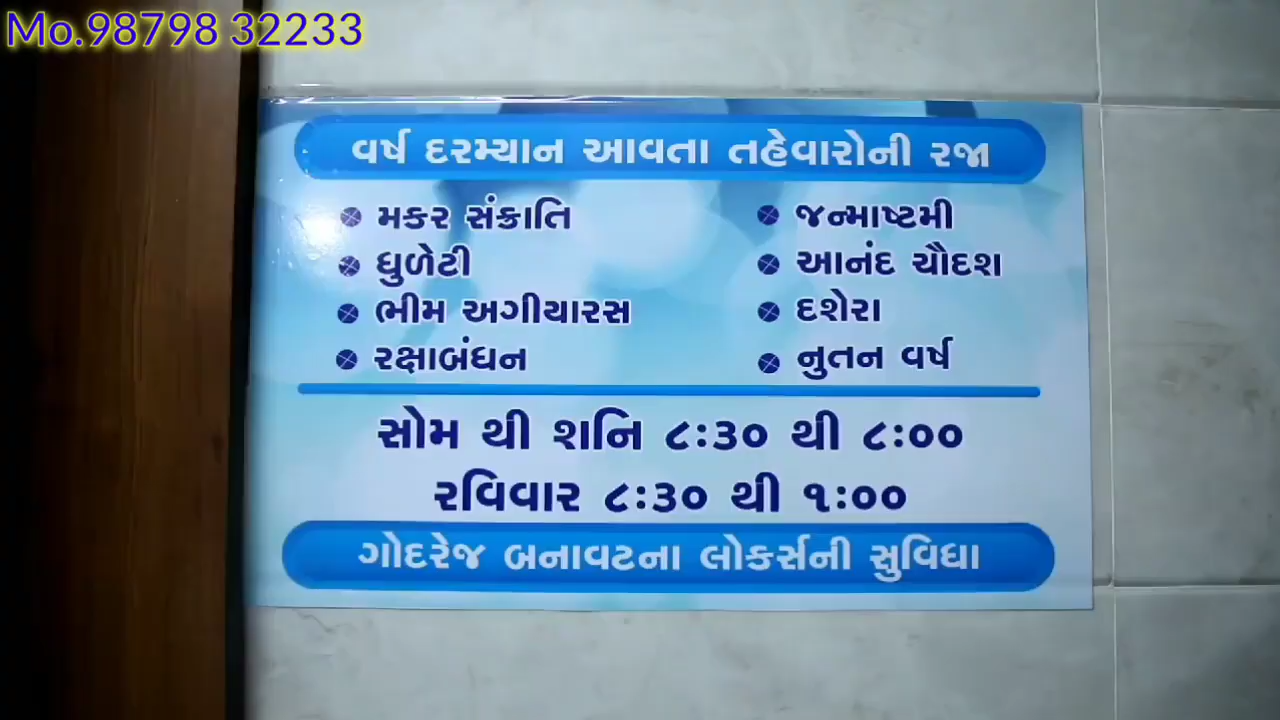 Mo.98798 32233
વર્ષ દરમ્યાન આવતા તહેવારોની રજા
મકર સંક્રાતિ
ધુળેટી
ભીમ અગીયારસ
રક્ષાબંધન
જન્માષ્ટમી
આનંદ ચૌદશ
દશેરા
નુતન વર્ષ
સોમ થી શનિ ૮:૩૦ થી ૮:૦૦
રવિવાર ૮:૩૦ થી ૧:૦૦
ગોદરેજ બનાવટના લોકર્સની સુવિધા